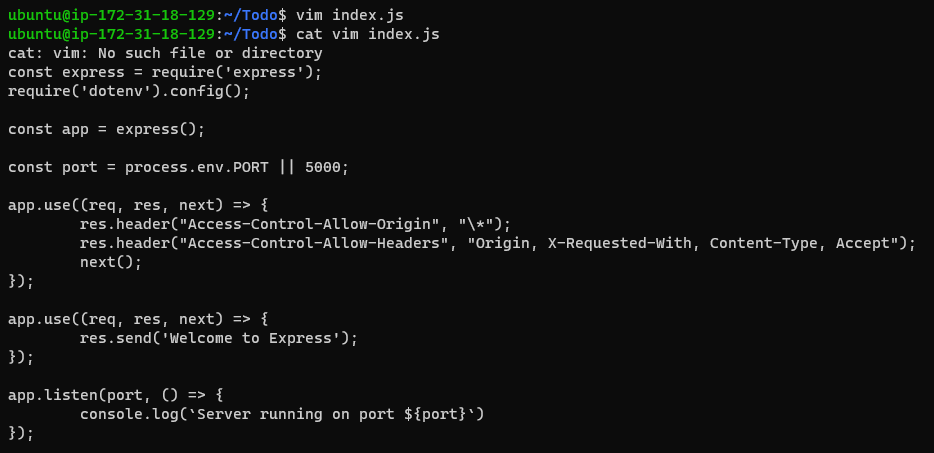 ubuntu@ip-172-31-18-129:~/Todo$ vim index.js
ubuntu@ip-172-31-18-129:~/Todo$ cat vim index.js
cat: vim: No such file or directory
const express = require('express');
require('dotenv').config();

const app = express();

const port = process.env.PORT || 5000;

app.use((req, res, next) => {
        res.header("Access-Control-Allow-Origin", "\*");
        res.header("Access-Control-Allow-Headers", "Origin, X-Requested-With, Content-Type, Accept");
        next();
});

app.use((req, res, next) => {
        res.send('Welcome to Express');
});

app.listen(port, () => {
        console.log(`Server running on port ${port}`)
});